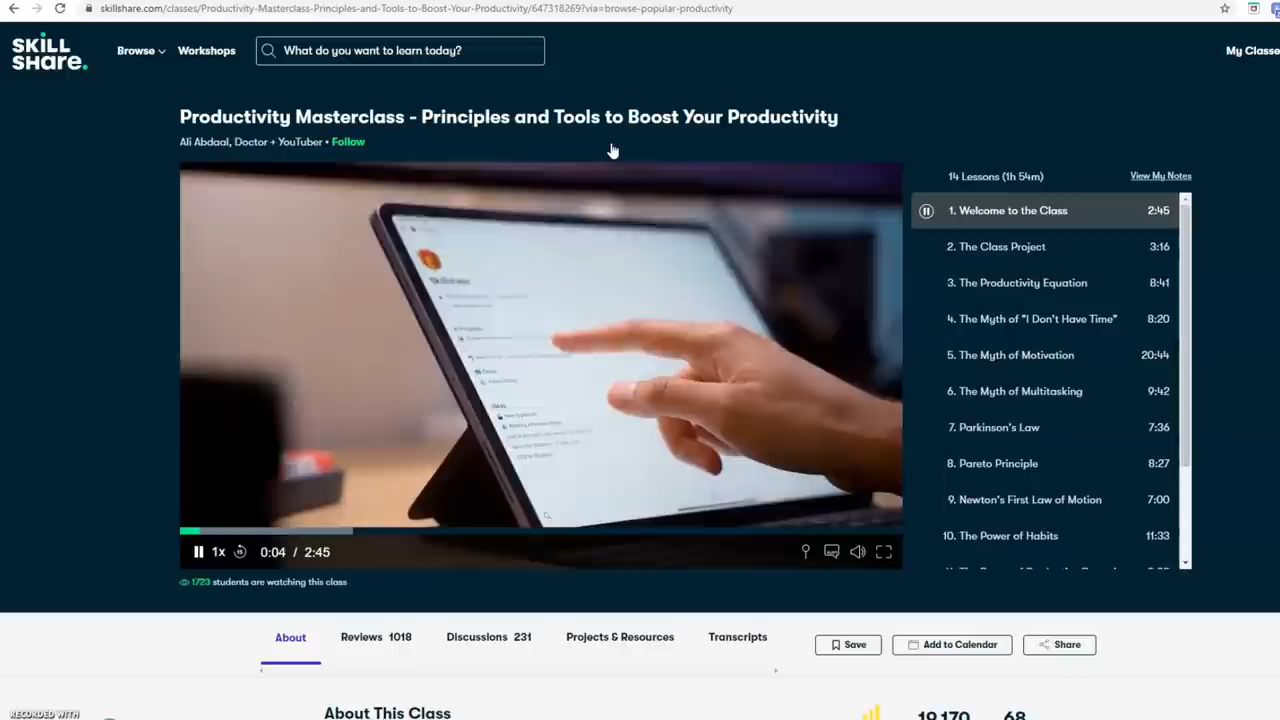 skillshare.com/classes/Productivity-Masterclass-Principles-and-Tools-to-Boost-Your-Productivity/647318269?via=browse-popular-productivity
SKILL
SHARE.
Browse
Workshops
What do you want to learn today?
My Classe
Productivity Masterclass - Principles and Tools to Boost Your Productivity
Ali Abdaal, Doctor + YouTuber • Follow
14 Lessons (1h 54m)
View My Notes
1. Welcome to the Class 2:45
2. The Class Project 3:16
3. The Productivity Equation 8:41
4. The Myth of "I Don't Have Time" 8:20
5. The Myth of Motivation 20:44
6. The Myth of Multitasking 9:42
7. Parkinson's Law 7:36
8. Pareto Principle 8:27
9. Newton's First Law of Motion 7:00
10. The Power of Habits 11:33
1x
15
0:04 / 2:45
1723 students are watching this class
About
Reviews 1018
Discussions 231
Projects & Resources
Transcripts
Save
Add to Calendar
Share
About This Class
19,170
68
RECORDED WITH